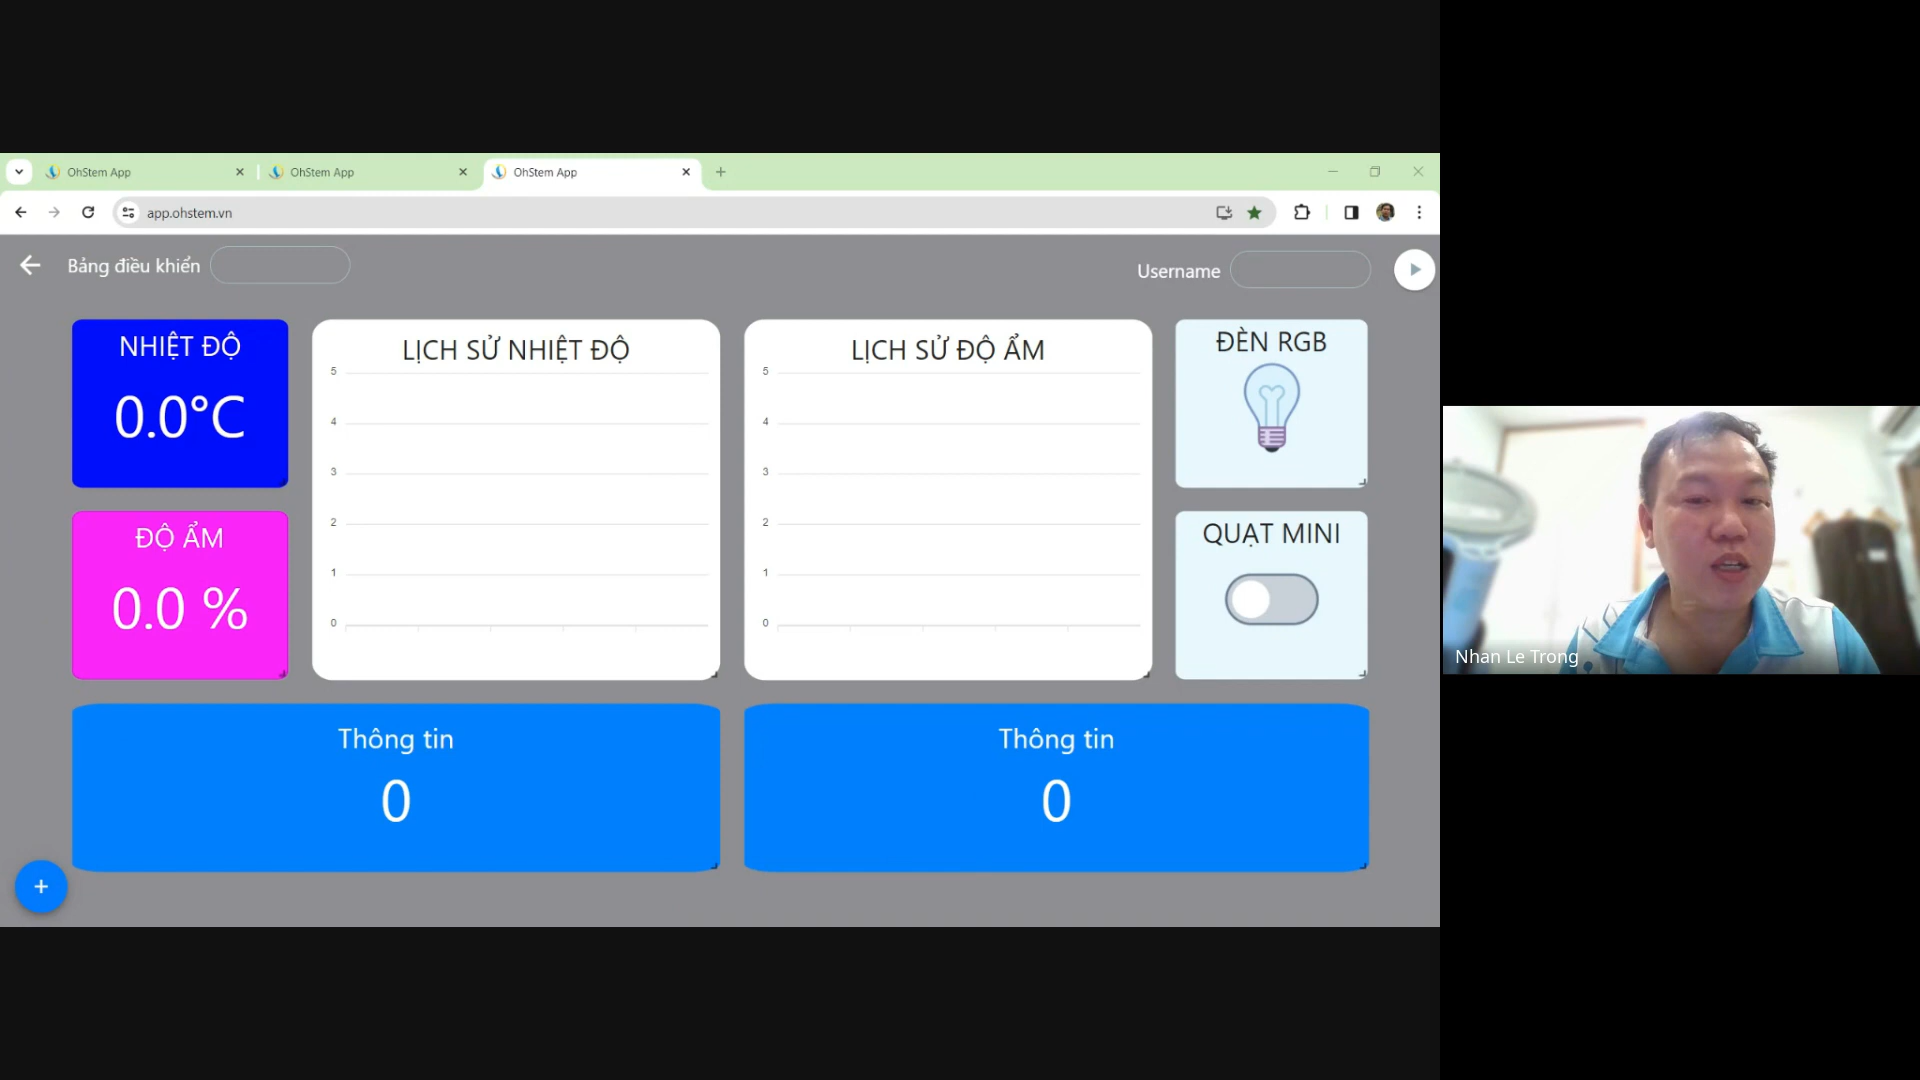 OhStem App
OhStem App
OhStem App
app.ohstem.vn
Bảng điều khiển
Username
NHIỆT ĐỘ
0.0°C
LỊCH SỬ NHIỆT ĐỘ
5
4
3
2
1
0
LỊCH SỬ ĐỘ ẨM
5
4
3
2
1
0
ĐÈN RGB
ĐỘ ẨM
0.0 %
QUẠT MINI
Thông tin
0
Thông tin
0
+
Nhan Le Trong